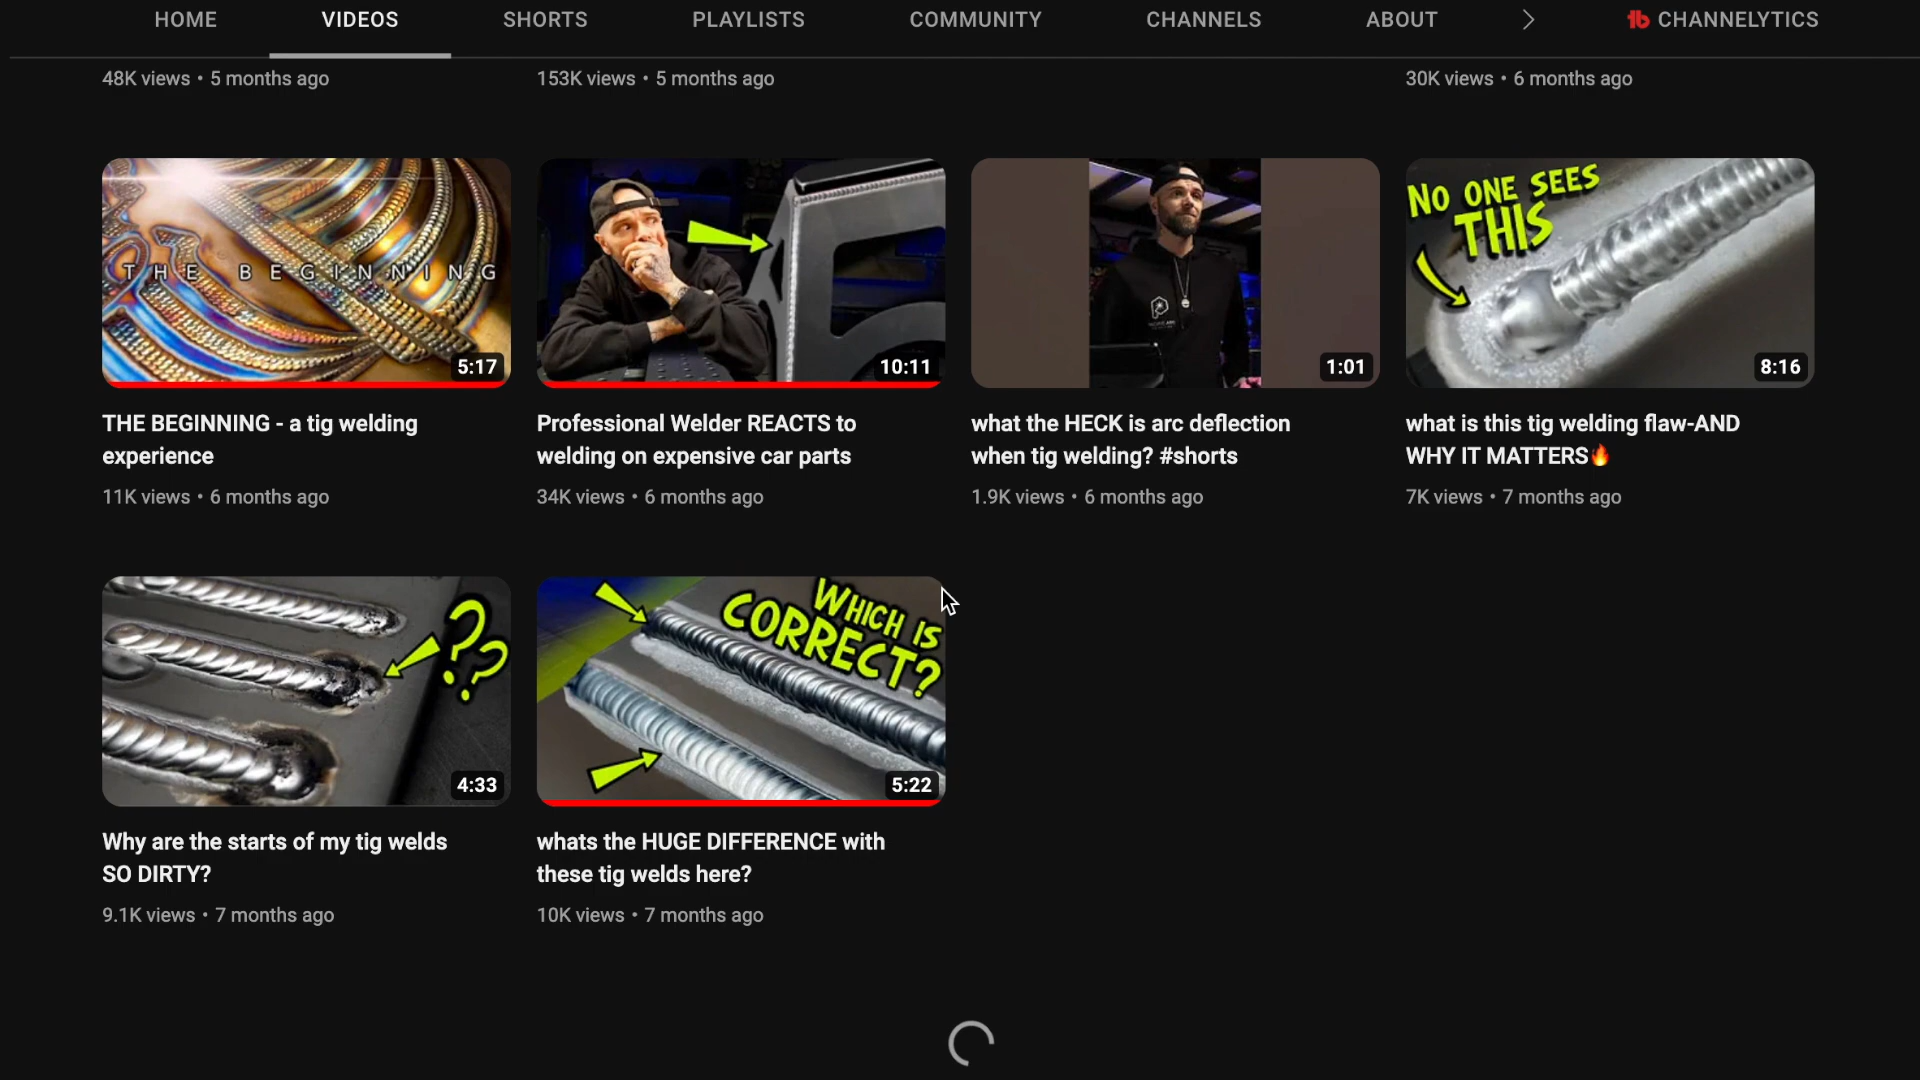 HOME VIDEOS SHORTS PLAYLISTS COMMUNITY CHANNELS ABOUT CHANNELYTICS
48K views • 5 months ago
153K views • 5 months ago
30K views • 6 months ago
THE BEGINNING
5:17
10:11
1:01
NO ONE SEES
THIS
8:16
THE BEGINNING - a tig welding
experience
11K views • 6 months ago
Professional Welder REACTS to
welding on expensive car parts
34K views • 6 months ago
what the HECK is arc deflection
when tig welding? #shorts
1.9K views • 6 months ago
what is this tig welding flaw-AND
WHY IT MATTERS🔥
7K views • 7 months ago
??
4:33
WHICH IS
CORRECT?
5:22
Why are the starts of my tig welds
SO DIRTY?
9.1K views • 7 months ago
whats the HUGE DIFFERENCE with
these tig welds here?
10K views • 7 months ago